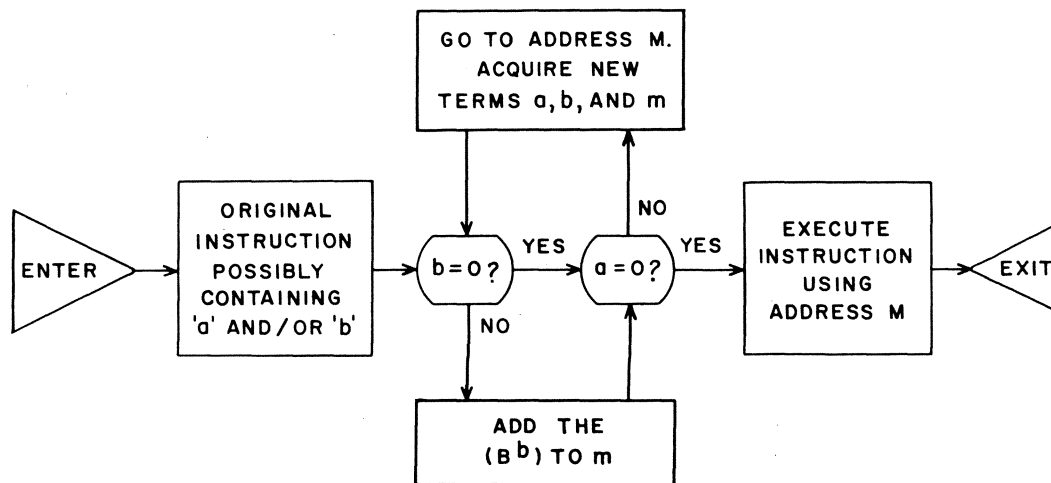 GO TO ADDRESS M.
ACQUIRE NEW
TERMS a, b, AND m
ENTER
ORIGINAL
INSTRUCTION
POSSIBLY
CONTAINING
'a' AND/OR 'b'
b=0?
YES
NO
a=0?
NO
YES
EXECUTE
INSTRUCTION
USING
ADDRESS M
EXIT
ADD THE
(B^b) TO m